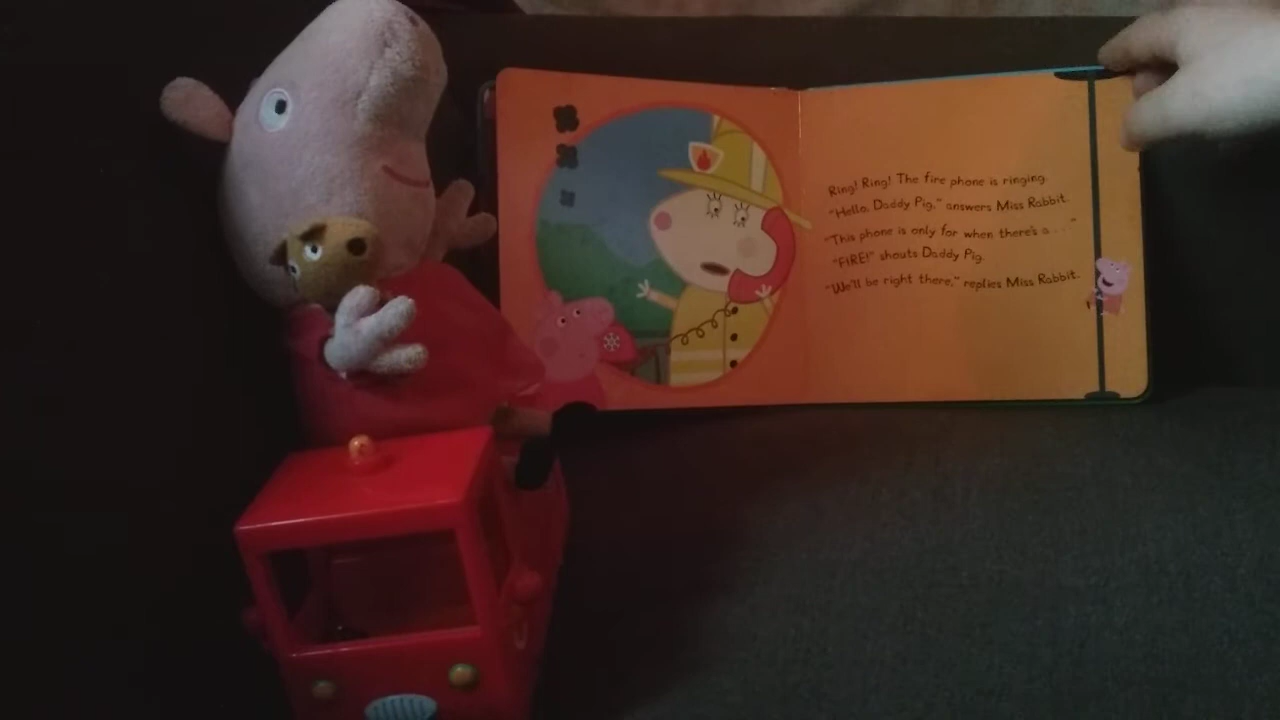 Ring! Ring! The fire phone is ringing.
"Hello, Daddy Pig," answers Miss Rabbit.
"This phone is only for when there's a . . ."
"FIRE!" shouts Daddy Pig.
"We'll be right there," replies Miss Rabbit.